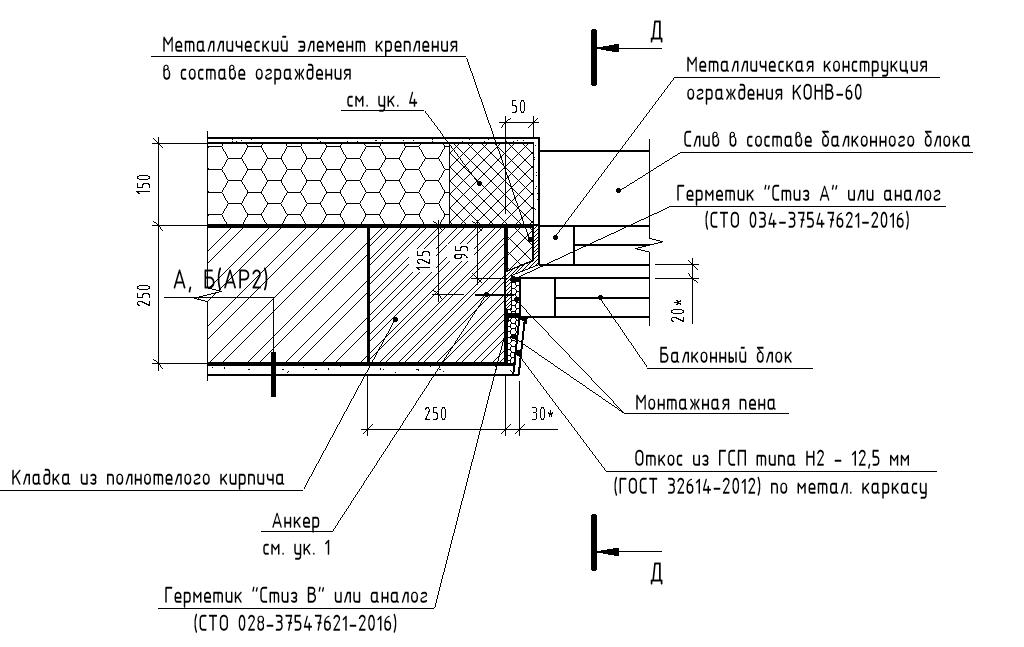 Д
Металлический элемент крепления
в составе ограждения
Металлическая конструкция
ограждения КОНВ-60
см. ук. 4
50
Слив в составе балконного блока
150
Герметик "Стиз А" или аналог
(СТО 034-37547621-2016)
125
95
А, Б(АР2)
250
20*
Балконный блок
Монтажная пена
250
30*
Откос из ГСП типа Н2 - 12,5 мм
(ГОСТ 32614-2012) по метал. каркасу
Кладка из полнотелого кирпича
Анкер
см. ук. 1
Д
Герметик "Стиз В" или аналог
(СТО 028-37547621-2016)